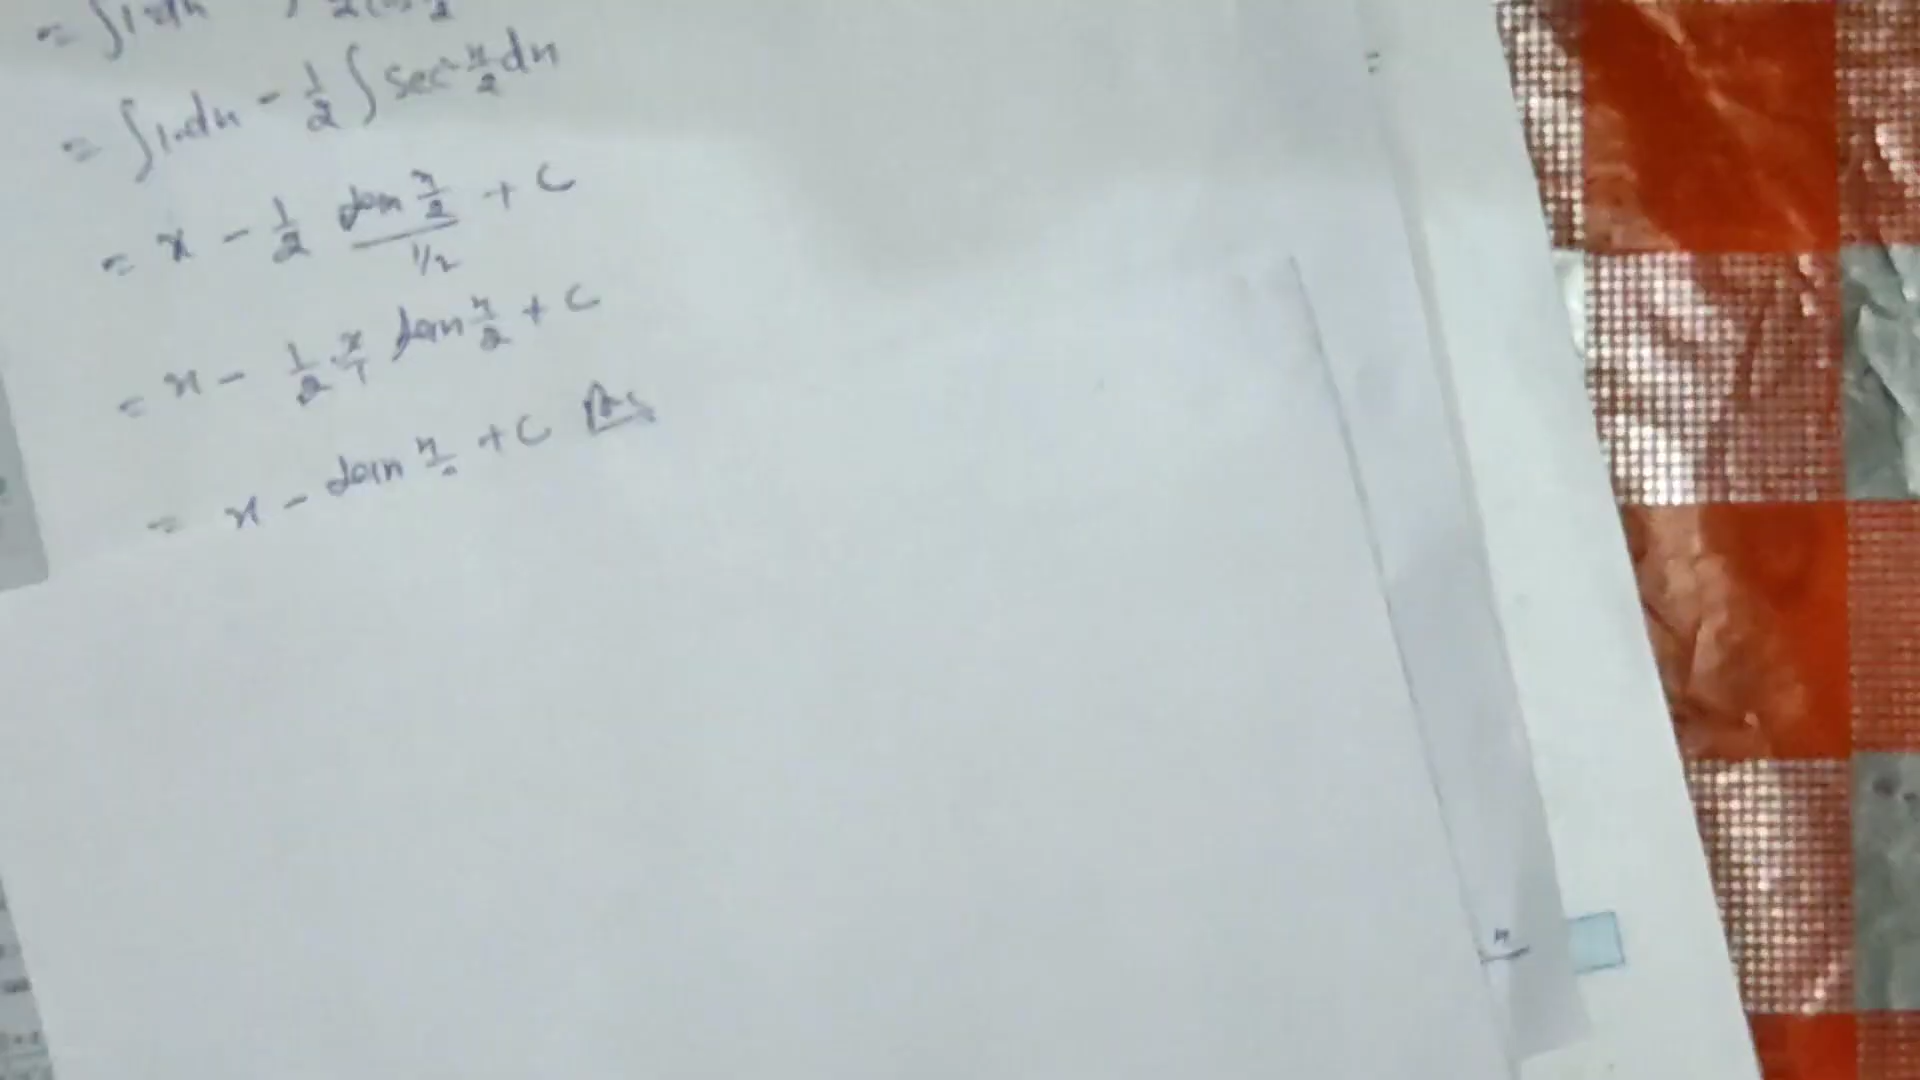 = ∫1.dx - 1/2 ∫ sec² x/2 dx
= x - 1/2 (tan x/2)/(1/2) + c
= x - 1/2 · 2/1 tan x/2 + c
= x - tan x/2 + c Ans